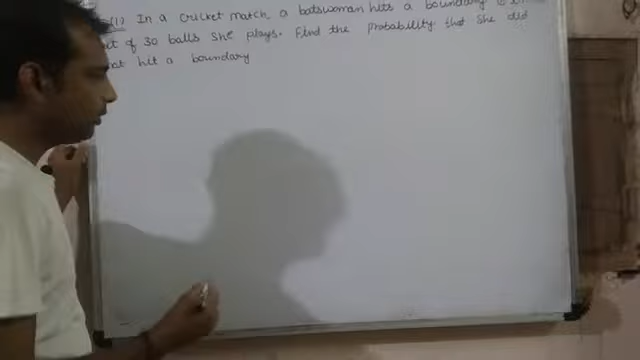 (1) In a cricket match, a batswoman hits a boundary
of 30 balls she plays. Find the probability that she did
hit a boundary